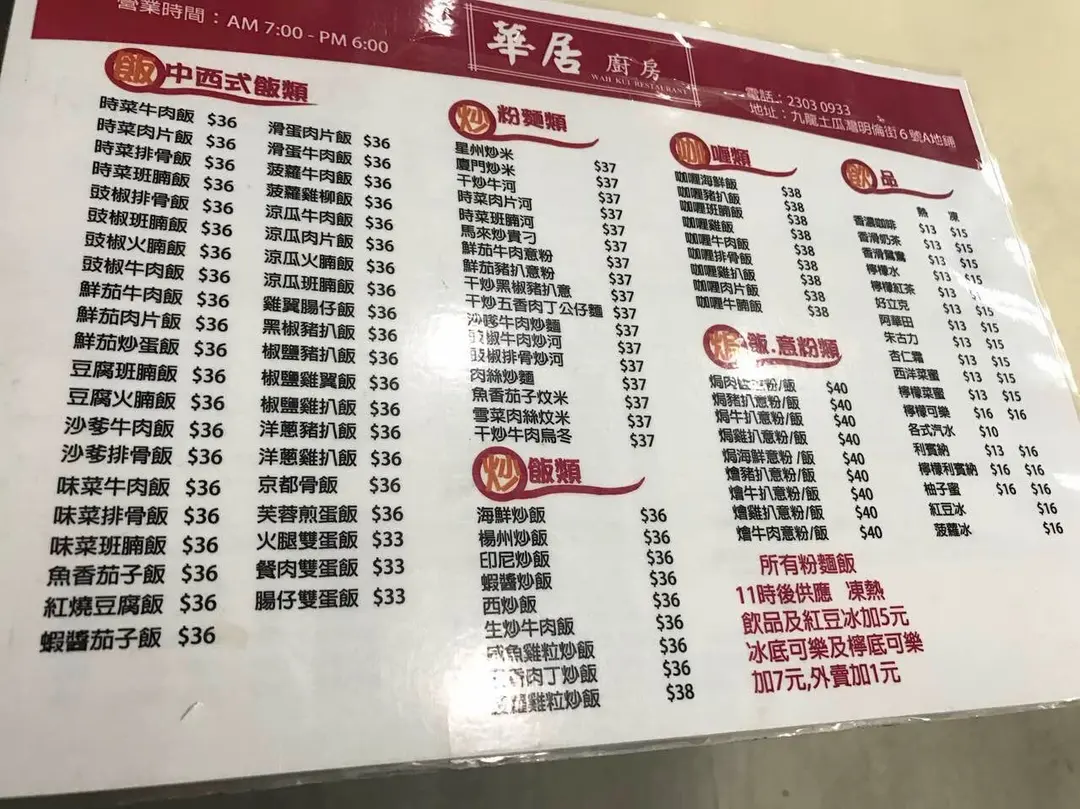 營業時間：AM 7:00 - PM 6:00
華居 廚房
WAH KUI RESTAURANT
電話：2303 0933
地址：九龍土瓜灣明倫街6號A地舖
飯 中西式飯類
時菜牛肉飯 $36
時菜肉片飯 $36
時菜排骨飯 $36
時菜班腩飯 $36
豉椒排骨飯 $36
豉椒班腩飯 $36
豉椒火腩飯 $36
豉椒牛肉飯 $36
鮮茄牛肉飯 $36
鮮茄肉片飯 $36
鮮茄炒蛋飯 $36
豆腐班腩飯 $36
豆腐火腩飯 $36
沙爹牛肉飯 $36
沙爹排骨飯 $36
味菜牛肉飯 $36
味菜排骨飯 $36
味菜班腩飯 $36
魚香茄子飯 $36
紅燒豆腐飯 $36
蝦醬茄子飯 $36
滑蛋肉片飯 $36
滑蛋牛肉飯 $36
菠蘿牛肉飯 $36
菠蘿雞柳飯 $36
涼瓜牛肉飯 $36
涼瓜肉片飯 $36
涼瓜火腩飯 $36
涼瓜班腩飯 $36
雞翼腸仔飯 $36
黑椒豬扒飯 $36
椒鹽豬扒飯 $36
椒鹽雞翼飯 $36
椒鹽雞扒飯 $36
洋蔥豬扒飯 $36
洋蔥雞扒飯 $36
京都骨飯 $36
芙蓉煎蛋飯 $36
火腿雙蛋飯 $33
餐肉雙蛋飯 $33
腸仔雙蛋飯 $33
炒 粉麵類
星州炒米 $37
廈門炒米 $37
干炒牛河 $37
時菜肉片河 $37
時菜班腩河 $37
馬來炒貴刁 $37
鮮茄牛肉意粉 $37
鮮茄豬扒意粉 $37
干炒黑椒豬扒意 $37
干炒五香肉丁公仔麵 $37
沙嗲牛肉炒麵 $37
豉椒牛肉炒河 $37
豉椒排骨炒河 $37
肉絲炒麵 $37
魚香茄子炆米 $37
雪菜肉絲炆米 $37
干炒牛肉烏冬 $37
炒 飯類
海鮮炒飯 $36
楊州炒飯 $36
印尼炒飯 $36
蝦醬炒飯 $36
西炒飯 $36
生炒牛肉飯 $36
咸魚雞粒炒飯 $36
香肉丁炒飯 $36
雞粒炒飯 $38
咖喱類
咖喱海鮮飯 $38
咖喱豬扒飯 $38
咖喱班腩飯 $38
咖喱雞飯 $38
咖喱牛肉飯 $38
咖喱排骨飯 $38
咖喱雞扒飯 $38
咖喱肉片飯 $38
咖喱牛腩飯 $38
焗 飯.意粉類
焗肉 粉/飯 $40
焗豬扒意粉/飯 $40
焗牛扒意粉/飯 $40
焗雞扒意粉/飯 $40
焗海鮮意粉/飯 $40
燴豬扒意粉/飯 $40
燴牛扒意粉/飯 $40
燴雞扒意粉/飯 $40
燴牛肉意粉/飯 $40
所有粉麵飯
11時後供應 凍熱
飲品及紅豆冰加5元
冰底可樂及檸底可樂
加7元,外賣加1元
飲 品
熱 凍
香濃咖啡 $13 $15
香滑奶茶 $13 $15
香滑鴛鴦 $13 $15
檸檬水 $13 $15
檸檬紅茶 $13 $15
好立克 $13 $15
阿華田 $13 $15
朱古力 $13 $15
杏仁霜 $13 $15
西洋菜蜜 $13 $15
檸檬菜蜜 $13 $15
檸檬可樂 $16 $16
各式汽水 $10
利賓納 $13 $16
檸檬利賓納 $16 $16
柚子蜜 $16 $16
紅豆冰 $16
菠蘿冰 $16